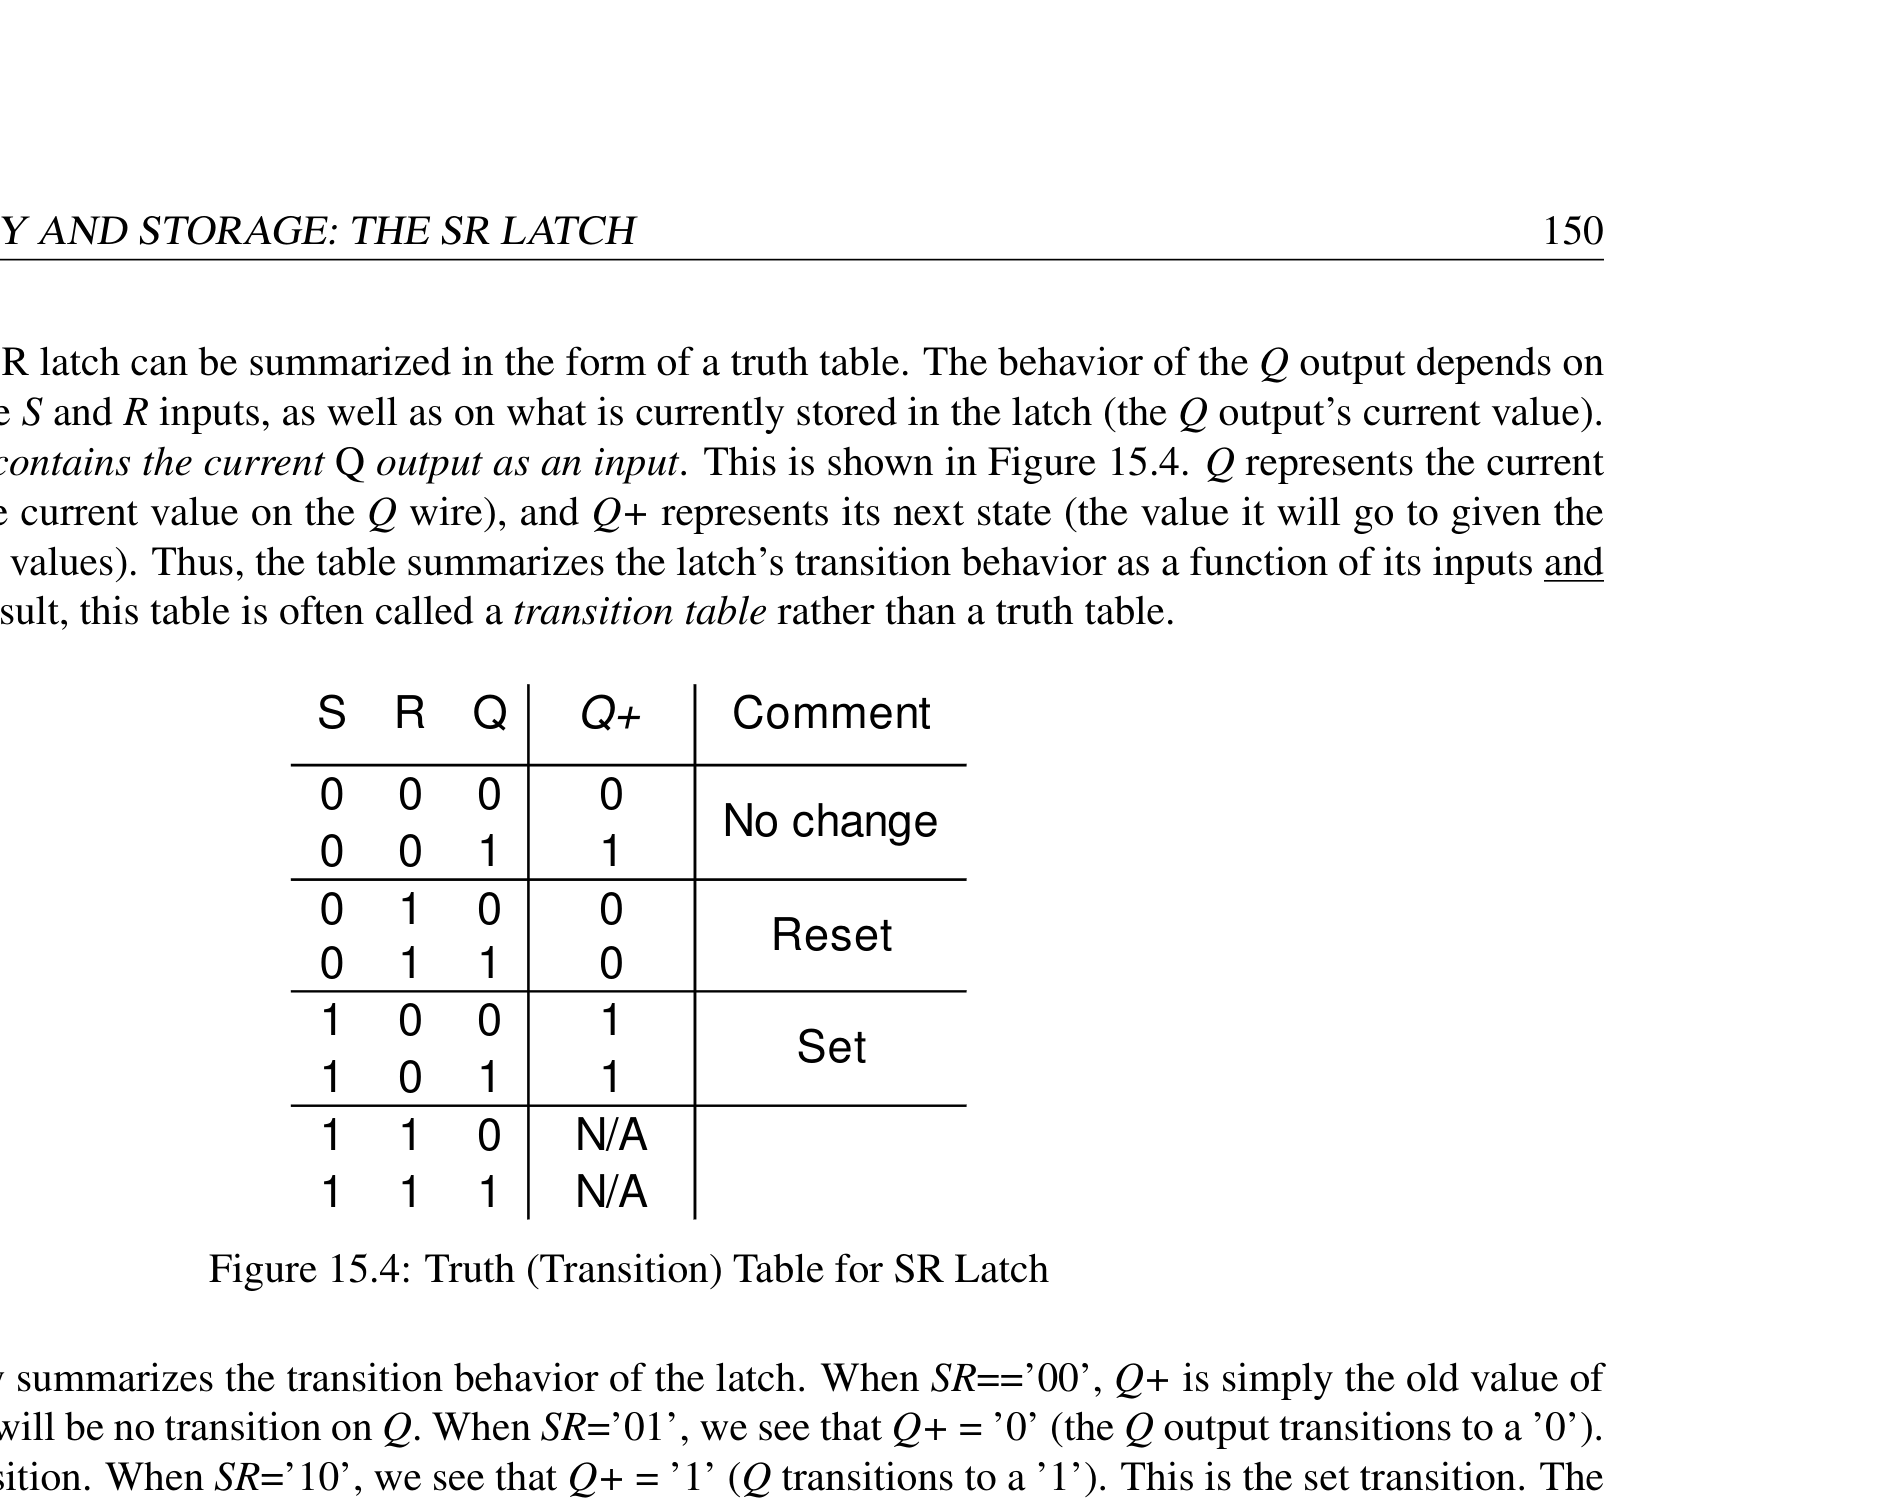 Y AND STORAGE: THE SR LATCH 150
R latch can be summarized in the form of a truth table. The behavior of the Q output depends on
e S and R inputs, as well as on what is currently stored in the latch (the Q output's current value).
contains the current Q output as an input. This is shown in Figure 15.4. Q represents the current
e current value on the Q wire), and Q+ represents its next state (the value it will go to given the
values). Thus, the table summarizes the latch's transition behavior as a function of its inputs and
sult, this table is often called a transition table rather than a truth table.
S R Q Q+ Comment
0 0 0 0
No change
0 0 1 1
0 1 0 0
Reset
0 1 1 0
1 0 0 1
Set
1 0 1 1
1 1 0 N/A
1 1 1 N/A
Figure 15.4: Truth (Transition) Table for SR Latch
y summarizes the transition behavior of the latch. When SR==’00’, Q+ is simply the old value of
will be no transition on Q. When SR=’01’, we see that Q+ = ’0’ (the Q output transitions to a ’0’).
sition. When SR=’10’, we see that Q+ = ’1’ (Q transitions to a ’1’). This is the set transition. The